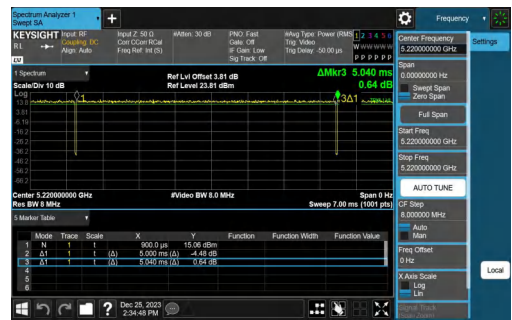 Spectrum Analyzer 1
Swept SA
+
Frequency
KEYSIGHT Input: RF
RL
Coupling: DC
Align: Auto
Input Z: 50 Ω
Corr CCorr RCal
Freq Ref: Int (S)
#Atten: 30 dB
PNO: Fast
Gate: Off
IF Gain: Low
Sig Track: Off
#Avg Type: Power (RMS)
Trig: Video
Trig Delay: -50.00 µs
1 2 3 4 5 6
W W W W W W
P P P P P P
LV
1 Spectrum
Scale/Div 10 dB
Ref Lvl Offset 3.81 dB
Ref Level 23.81 dBm
ΔMkr3 5.040 ms
0.64 dB
Log
13.8
3.81
-6.19
-16.2
-26.2
-36.2
-46.2
-56.2
-66.2
1
3Δ1
Center 5.220000000 GHz
Res BW 8 MHz
#Video BW 8.0 MHz
Span 0 Hz
Sweep 7.00 ms (1001 pts)
5 Marker Table
Mode Trace Scale X Y Function Function Width Function Value
1 N 1 t 900.0 µs 15.06 dBm
2 Δ1 1 t (Δ) 5.000 ms (Δ) -4.48 dB
3 Δ1 1 t (Δ) 5.040 ms (Δ) 0.64 dB
4
5
6
Dec 25, 2023
2:34:48 PM
Center Frequency
5.220000000 GHz
Settings
Span
0.00000000 Hz
Swept Span
Zero Span
Full Span
Start Freq
5.220000000 GHz
Stop Freq
5.220000000 GHz
AUTO TUNE
CF Step
8.000000 MHz
Auto
Man
Freq Offset
0 Hz
X Axis Scale
Log
Lin
Local
Signal Track